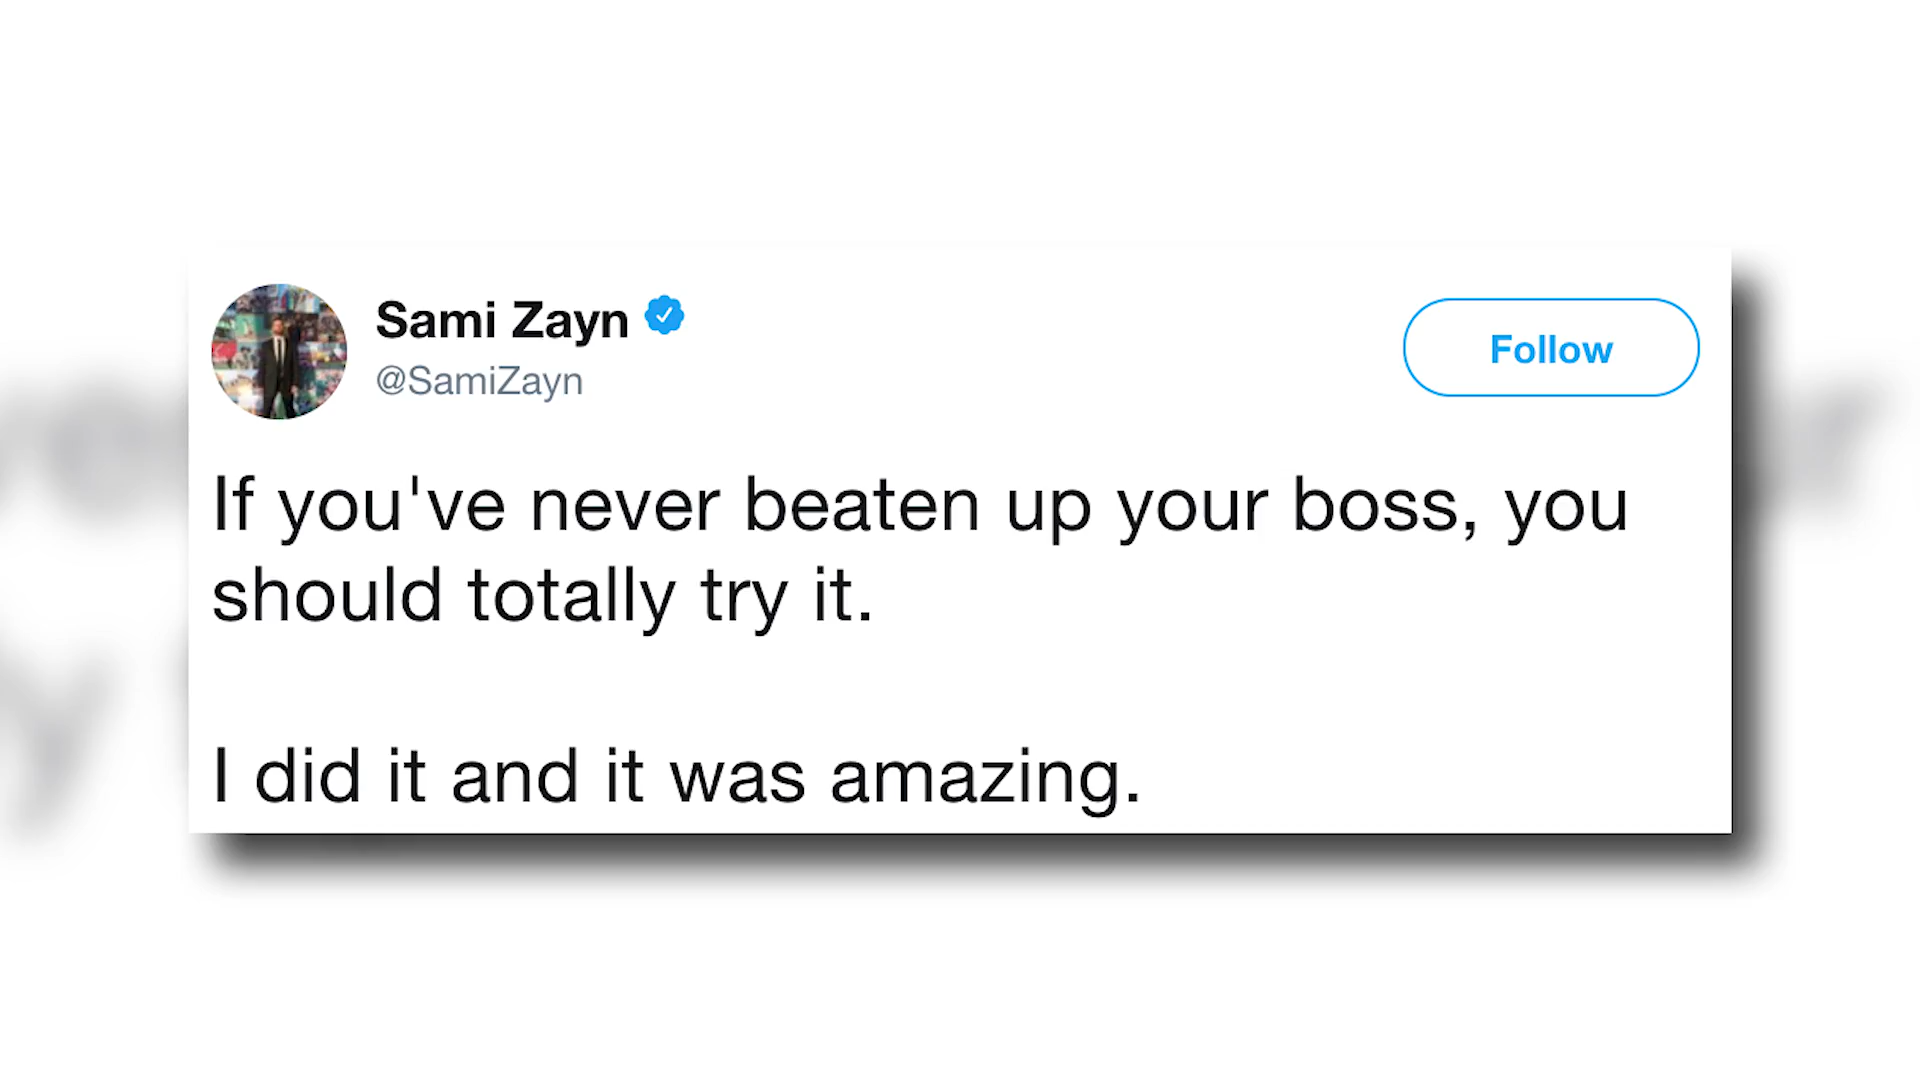 Sami Zayn
@SamiZayn
Follow
If you've never beaten up your boss, you
should totally try it.
I did it and it was amazing.